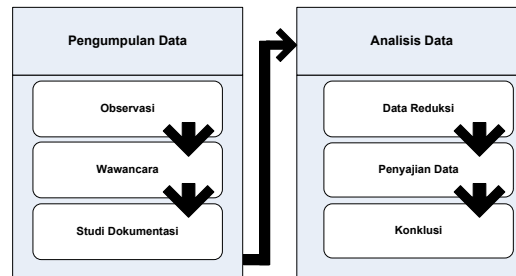 Pengumpulan Data
Observasi
Wawancara
Studi Dokumentasi
Analisis Data
Data Reduksi
Penyajian Data
Konklusi